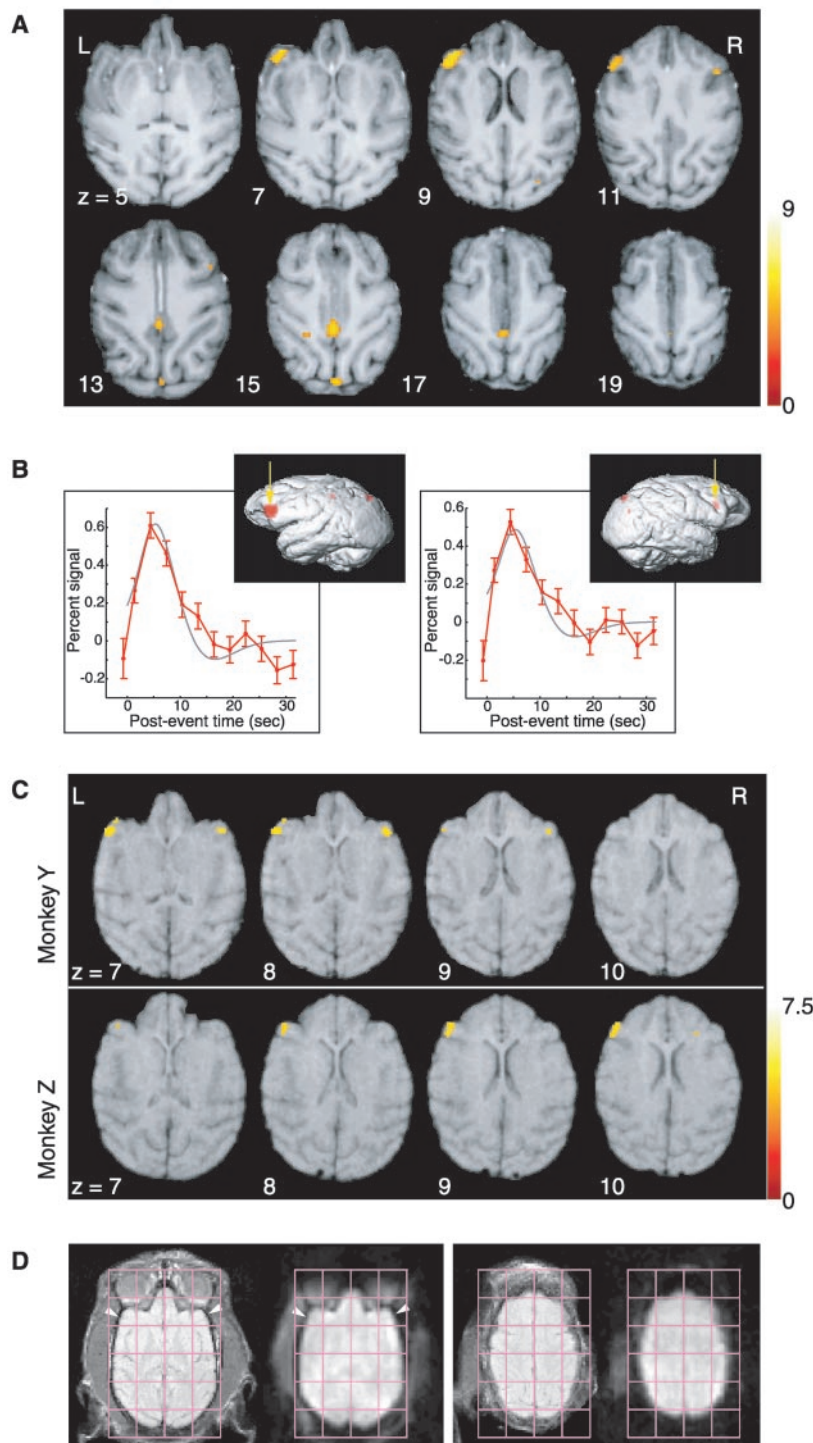 A
L
R
z = 5
7
9
11
9
13
15
17
19
0
B
Percent signal
0.6
0.4
0.2
0
-0.2
0
10
20
30
Post-event time (sec)
Percent signal
0.6
0.4
0.2
0
-0.2
0
10
20
30
Post-event time (sec)
C
L
R
Monkey Y
z = 7
8
9
10
7.5
Monkey Z
z = 7
8
9
10
0
D